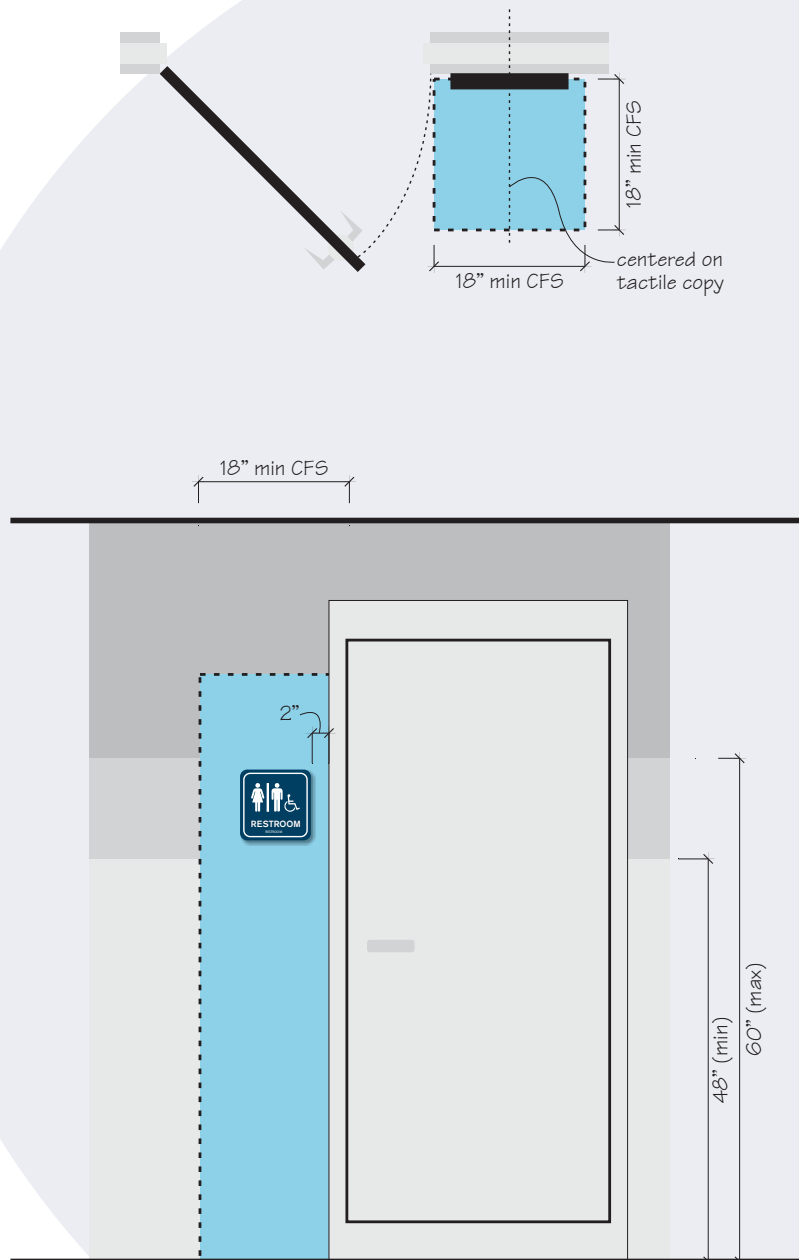 18” min CFS
centered on
tactile copy
18” min CFS
18” min CFS
2”
RESTROOM
60” (max)
48” (min)